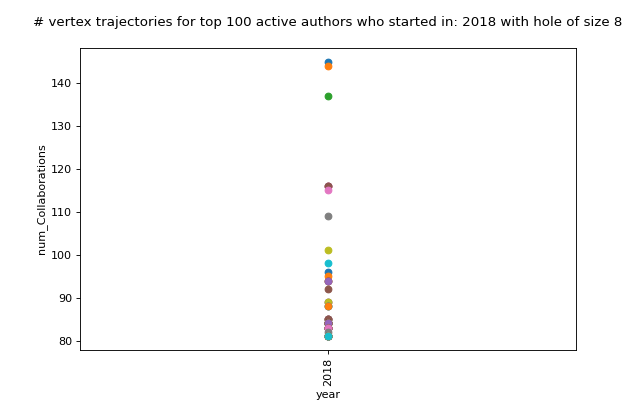 # vertex trajectories for top 100 active authors who started in: 2018 with hole of size 8
140
130
120
110
100
90
80
num_Collaborations
2018
year